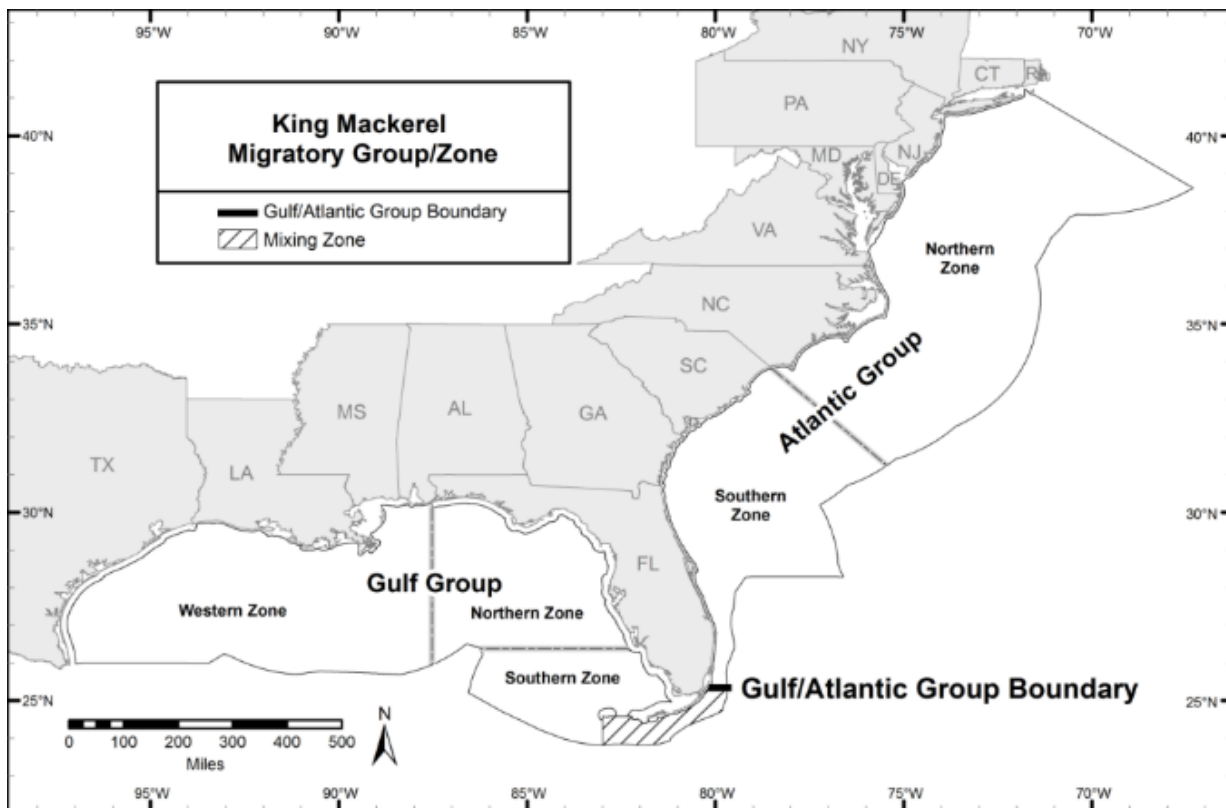 95°W 90°W 85°W 80°W 75°W 70°W
NY
CT
RI
PA
40°N
40°N
King Mackerel
Migratory Group/Zone
MD
NJ
DE
Gulf/Atlantic Group Boundary
Mixing Zone
VA
Northern
Zone
NC
35°N
35°N
SC
Atlantic Group
MS
AL
GA
TX
LA
Southern
Zone
30°N
30°N
FL
Gulf Group
Western Zone
Northern Zone
Southern Zone
Gulf/Atlantic Group Boundary
25°N
25°N
N
0 100 200 300 400 500
Miles
95°W 90°W 85°W 80°W 75°W 70°W